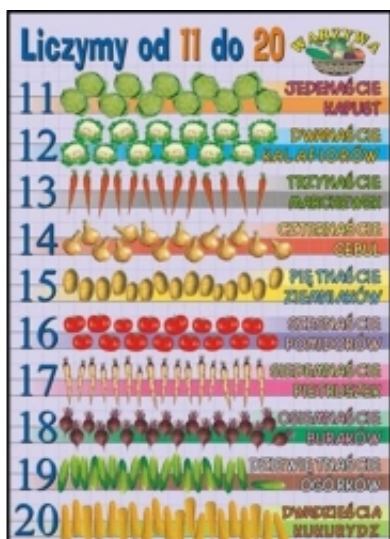 Liczymy od 11 do 20
WARZYWA
11
JEDENAŚCIE
KAPUST
12
DWANAŚCIE
KALAFIORÓW
13
TRZYNAŚCIE
MARCHEWEK
14
CZTERNAŚCIE
CEBUL
15
PIĘTNAŚCIE
ZIEMNIAKÓW
16
SZESNAŚCIE
POMIDORÓW
17
SIEDEMNAŚCIE
PIETRUSZEK
18
OSIEMNAŚCIE
BURAKÓW
19
DZIEWIĘTNAŚCIE
OGÓRKÓW
20
DWADZIEŚCIA
KUKURYDZ